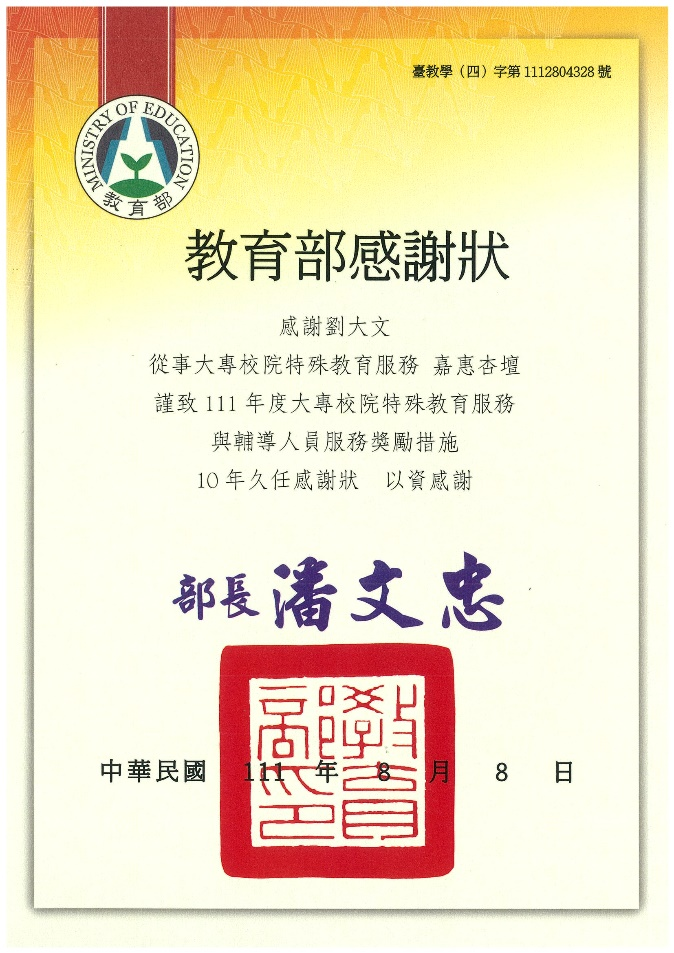 臺教學（四）字第1112804328號
MINISTRY OF EDUCATION
教育部
教育部感謝狀
感謝劉大文
從事大專校院特殊教育服務 嘉惠杏壇
謹致111年度大專校院特殊教育服務
與輔導人員服務獎勵措施
10年久任感謝狀　以資感謝
部長潘文忠
教育部印
中華民國 111 年 8 月 8 日